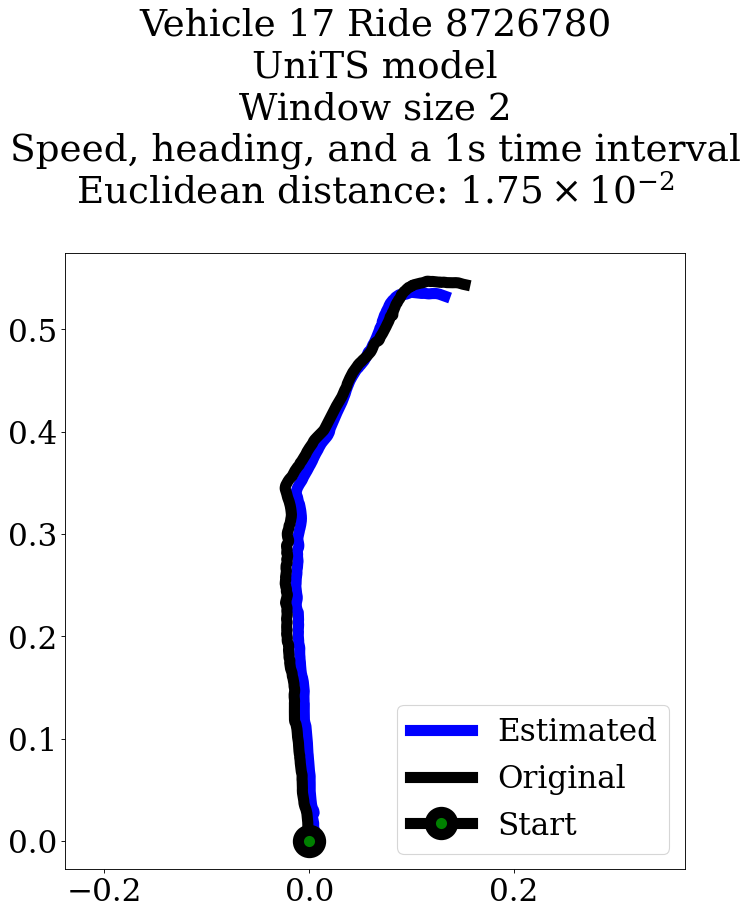 Vehicle 17 Ride 8726780
UniTS model
Window size 2
Speed, heading, and a 1s time interval
Euclidean distance: 1.75 × 10⁻²
0.5
0.4
0.3
0.2
0.1
0.0
Estimated
Original
Start
−0.2
0.0
0.2